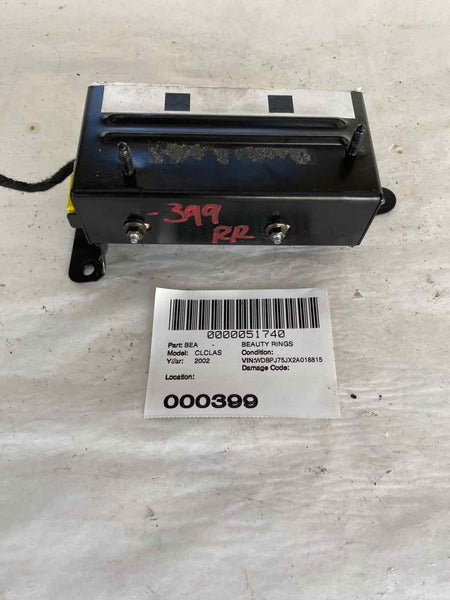 -399
RR
0000051740
Part: BEA BEAUTY RINGS
Model: CLCLAS Condition:
Year: 2002 VIN:WDBPJ75JX2A018815
Damage Code:
Location:
000399